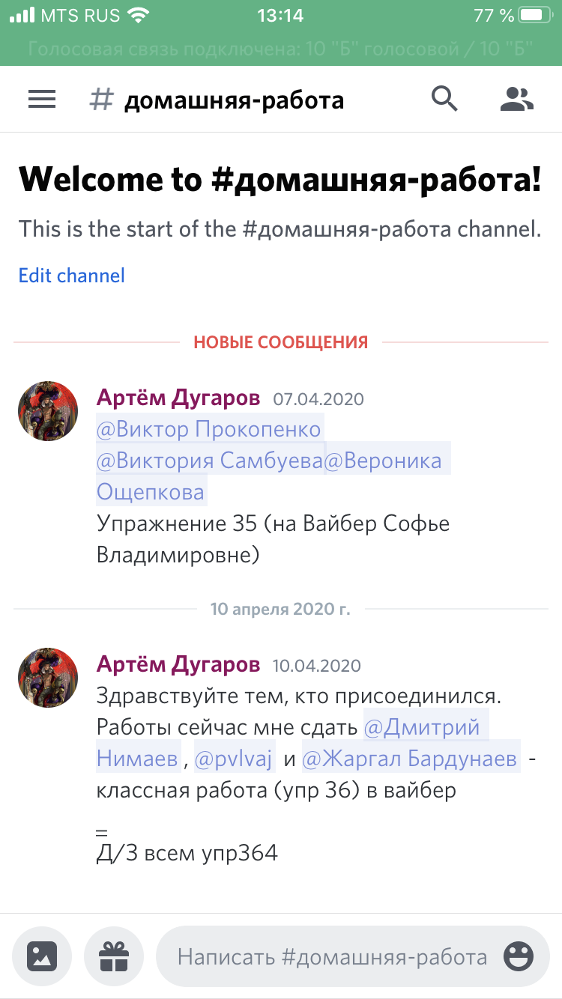 MTS RUS 13:14 77 %
Голосовая связь подключена: 10 "Б" голосовой / 10 "Б"
# домашняя-работа
Welcome to #домашняя-работа!
This is the start of the #домашняя-работа channel.
Edit channel
НОВЫЕ СООБЩЕНИЯ
Артём Дугаров 07.04.2020
@Виктор Прокопенко
@Виктория Самбуева@Вероника
Ощепкова
Упражнение 35 (на Вайбер Софье
Владимировне)
10 апреля 2020 г.
Артём Дугаров 10.04.2020
Здравствуйте тем, кто присоединился.
Работы сейчас мне сдать @Дмитрий
Нимаев , @pvlvaj и @Жаргал Бардунаев -
классная работа (упр 36) в вайбер
=
Д/З всем упр364
Написать #домашняя-работа